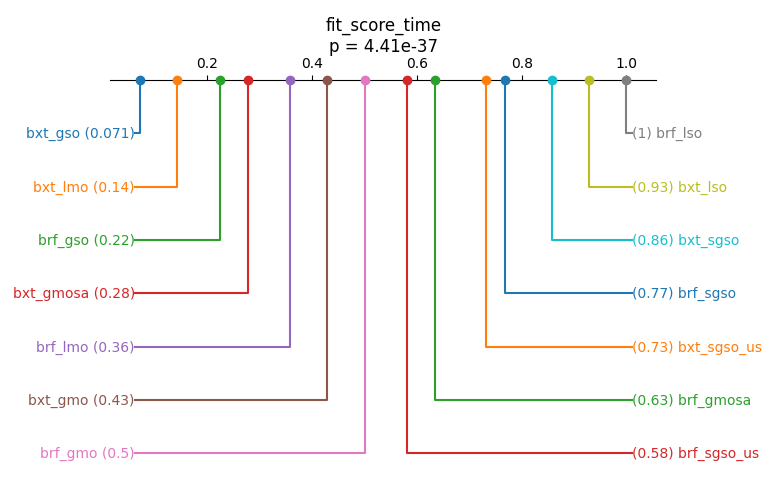 fit_score_time
p = 4.41e-37
0.2 0.4 0.6 0.8 1.0
bxt_gso (0.071) (1) brf_lso
bxt_lmo (0.14) (0.93) bxt_lso
brf_gso (0.22) (0.86) bxt_sgso
bxt_gmosa (0.28) (0.77) brf_sgso
brf_lmo (0.36) (0.73) bxt_sgso_us
bxt_gmo (0.43) (0.63) brf_gmosa
brf_gmo (0.5) (0.58) brf_sgso_us